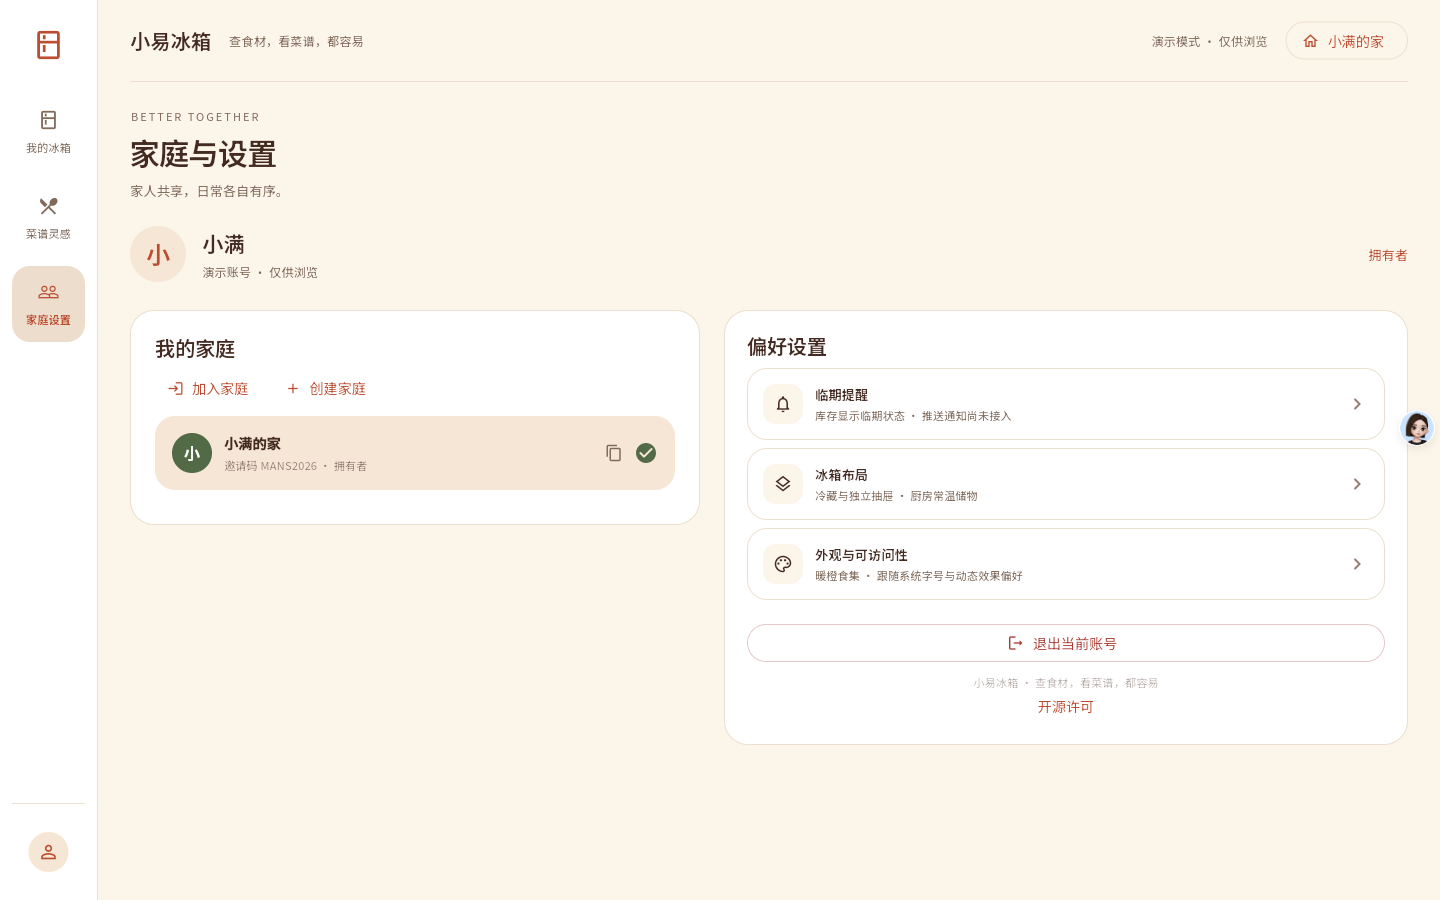 小易冰箱
查食材，看菜谱，都容易
演示模式 · 仅供浏览
小满的家
我的冰箱
菜谱灵感
家庭设置
BETTER TOGETHER
家庭与设置
家人共享，日常各自有序。
小
小满
演示账号 · 仅供浏览
拥有者
我的家庭
加入家庭
创建家庭
小
小满的家
邀请码 MANS2026 · 拥有者
偏好设置
临期提醒
库存显示临期状态 · 推送通知尚未接入
冰箱布局
冷藏与独立抽屉 · 厨房常温储物
外观与可访问性
暖橙食集 · 跟随系统字号与动态效果偏好
退出当前账号
小易冰箱 · 查食材，看菜谱，都容易
开源许可